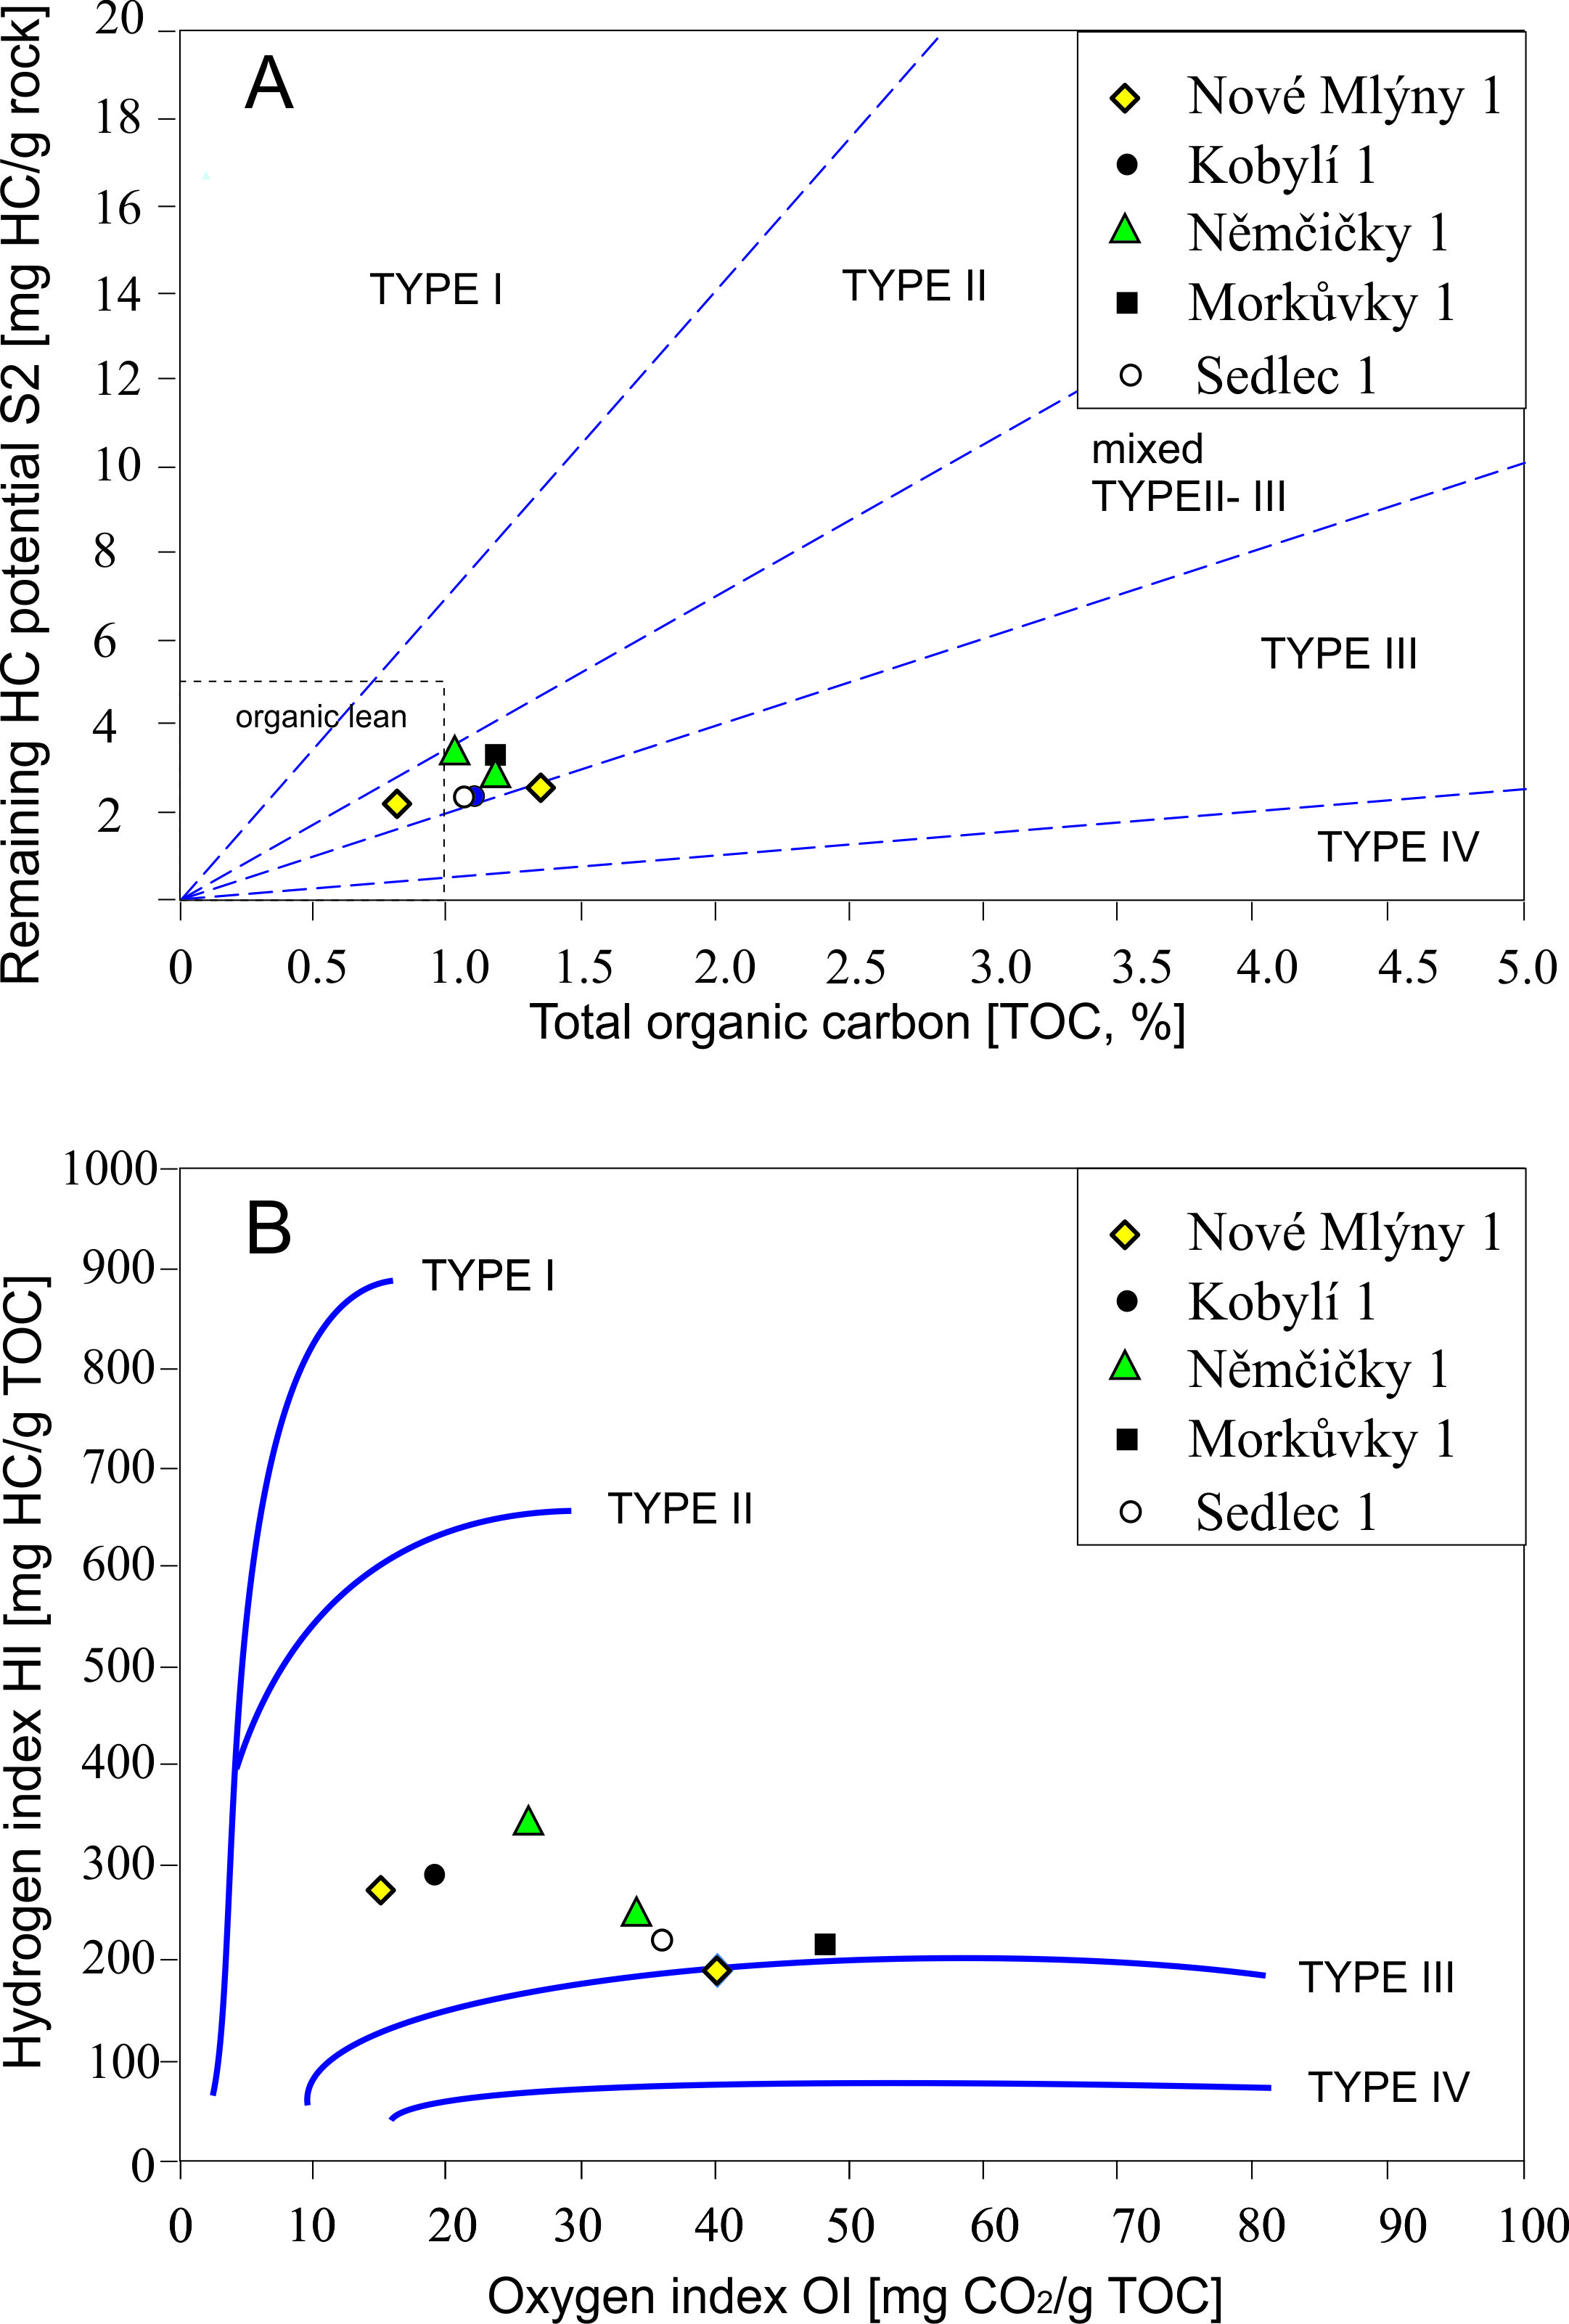 Remaining HC potential S2 [mg HC/g rock]
20
18
16
14
12
10
8
6
4
2
A
TYPE I
TYPE II
Nové Mlýny 1
Kobylí 1
Němčičky 1
Morkůvky 1
Sedlec 1
mixed
TYPEII- III
TYPE III
organic lean
TYPE IV
0 0.5 1.0 1.5 2.0 2.5 3.0 3.5 4.0 4.5 5.0
Total organic carbon [TOC, %]
Hydrogen index HI [mg HC/g TOC]
1000
900
800
700
600
500
400
300
200
100
0
B
TYPE I
Nové Mlýny 1
Kobylí 1
Němčičky 1
Morkůvky 1
Sedlec 1
TYPE II
TYPE III
TYPE IV
0 10 20 30 40 50 60 70 80 90 100
Oxygen index OI [mg CO2/g TOC]